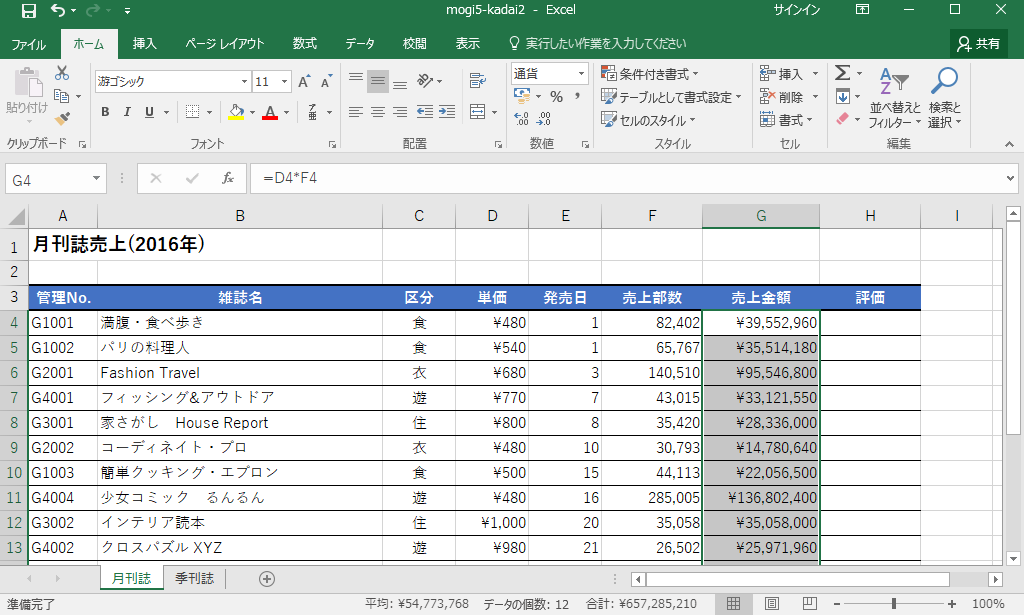 mogi5-kadai2 - Excel サインイン
ファイル ホーム 挿入 ページ レイアウト 数式 データ 校閲 表示 実行したい作業を入力してください 共有
貼り付け 游ゴシック 11 A A 通貨 条件付き書式 挿入 Σ
B I U A 亜 % , テーブルとして書式設定 削除 並べ替えと フィルター 検索と 選択
セルのスタイル 書式
クリップボード フォント 配置 数値 スタイル セル 編集
G4 fx =D4*F4
A B C D E F G H I
1 月刊誌売上(2016年)
2
3 管理No. 雑誌名 区分 単価 発売日 売上部数 売上金額 評価
4 G1001 満腹・食べ歩き 食 ¥480 1 82,402 ¥39,552,960
5 G1002 パリの料理人 食 ¥540 1 65,767 ¥35,514,180
6 G2001 Fashion Travel 衣 ¥680 3 140,510 ¥95,546,800
7 G4001 フィッシング&アウトドア 遊 ¥770 7 43,015 ¥33,121,550
8 G3001 家さがし　House Report 住 ¥800 8 35,420 ¥28,336,000
9 G2002 コーディネイト・プロ 衣 ¥480 10 30,793 ¥14,780,640
10 G1003 簡単クッキング・エプロン 食 ¥500 15 44,113 ¥22,056,500
11 G4004 少女コミック　るんるん 遊 ¥480 16 285,005 ¥136,802,400
12 G3002 インテリア読本 住 ¥1,000 20 35,058 ¥35,058,000
13 G4002 クロスパズル XYZ 遊 ¥980 21 26,502 ¥25,971,960
月刊誌 季刊誌
準備完了 平均: ¥54,773,768 データの個数: 12 合計: ¥657,285,210 100%